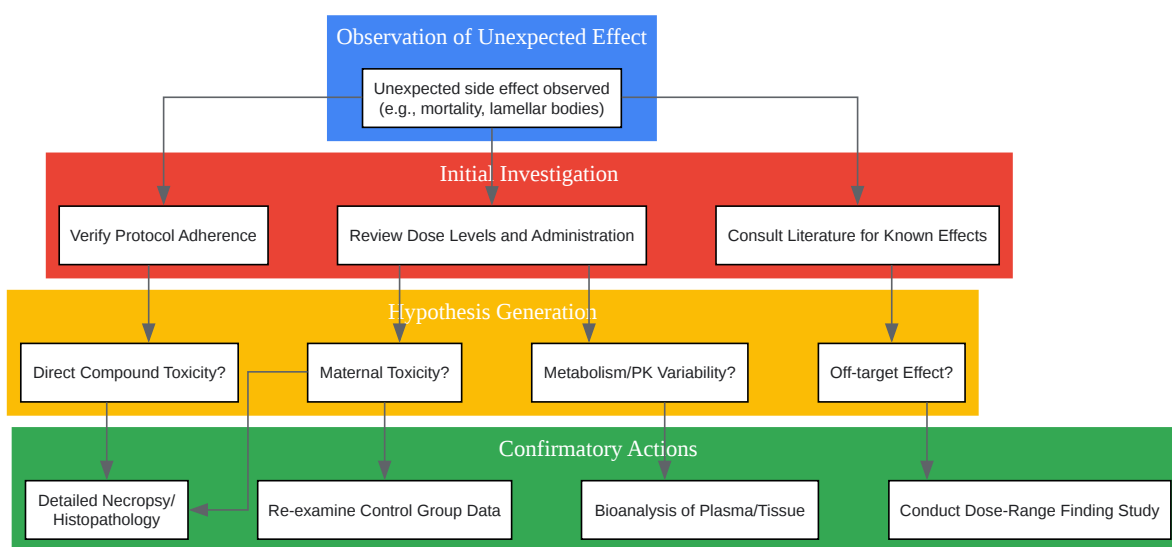 Observation of Unexpected Effect
Unexpected side effect observed
(e.g., mortality, lamellar bodies)
Initial Investigation
Verify Protocol Adherence
Review Dose Levels and Administration
Consult Literature for Known Effects
Hypothesis Generation
Direct Compound Toxicity?
Maternal Toxicity?
Metabolism/PK Variability?
Off-target Effect?
Confirmatory Actions
Detailed Necropsy/
Histopathology
Re-examine Control Group Data
Bioanalysis of Plasma/Tissue
Conduct Dose-Range Finding Study